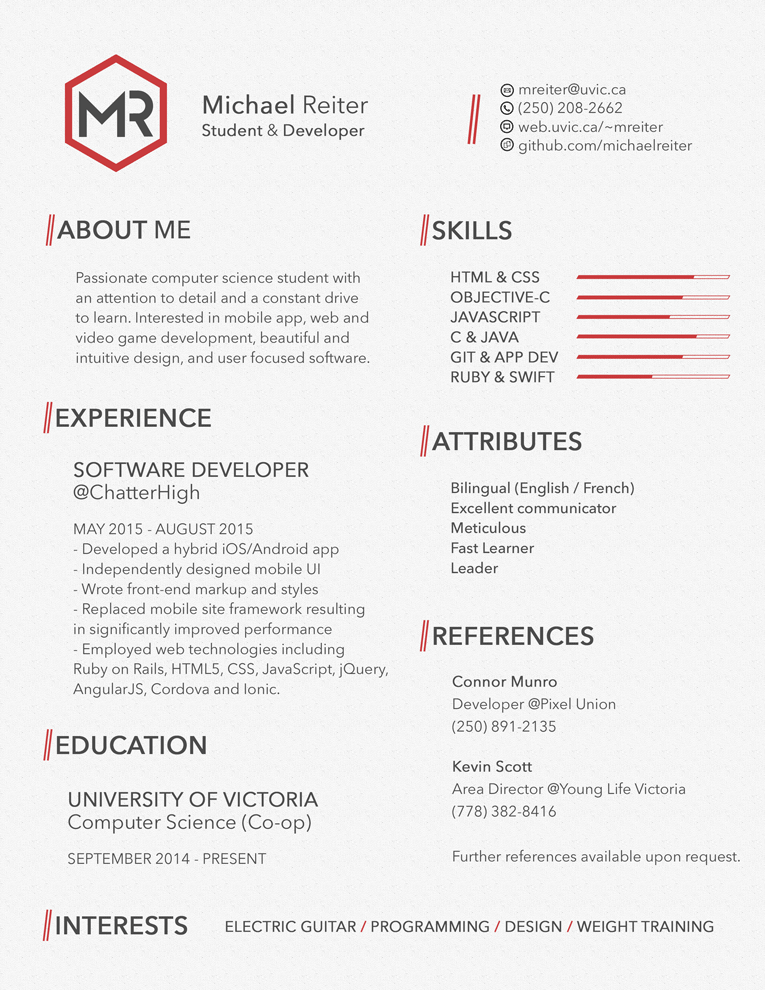 MR
Michael Reiter
Student & Developer
mreiter@uvic.ca
(250) 208-2662
web.uvic.ca/~mreiter
github.com/michaelreiter
ABOUT ME
Passionate computer science student with
an attention to detail and a constant drive
to learn. Interested in mobile app, web and
video game development, beautiful and
intuitive design, and user focused software.
EXPERIENCE
SOFTWARE DEVELOPER
@ChatterHigh
MAY 2015 - AUGUST 2015
- Developed a hybrid iOS/Android app
- Independently designed mobile UI
- Wrote front-end markup and styles
- Replaced mobile site framework resulting
in significantly improved performance
- Employed web technologies including
Ruby on Rails, HTML5, CSS, JavaScript, jQuery,
AngularJS, Cordova and Ionic.
EDUCATION
UNIVERSITY OF VICTORIA
Computer Science (Co-op)
SEPTEMBER 2014 - PRESENT
SKILLS
HTML & CSS
OBJECTIVE-C
JAVASCRIPT
C & JAVA
GIT & APP DEV
RUBY & SWIFT
ATTRIBUTES
Bilingual (English / French)
Excellent communicator
Meticulous
Fast Learner
Leader
REFERENCES
Connor Munro
Developer @Pixel Union
(250) 891-2135
Kevin Scott
Area Director @Young Life Victoria
(778) 382-8416
Further references available upon request.
INTERESTS
ELECTRIC GUITAR / PROGRAMMING / DESIGN / WEIGHT TRAINING